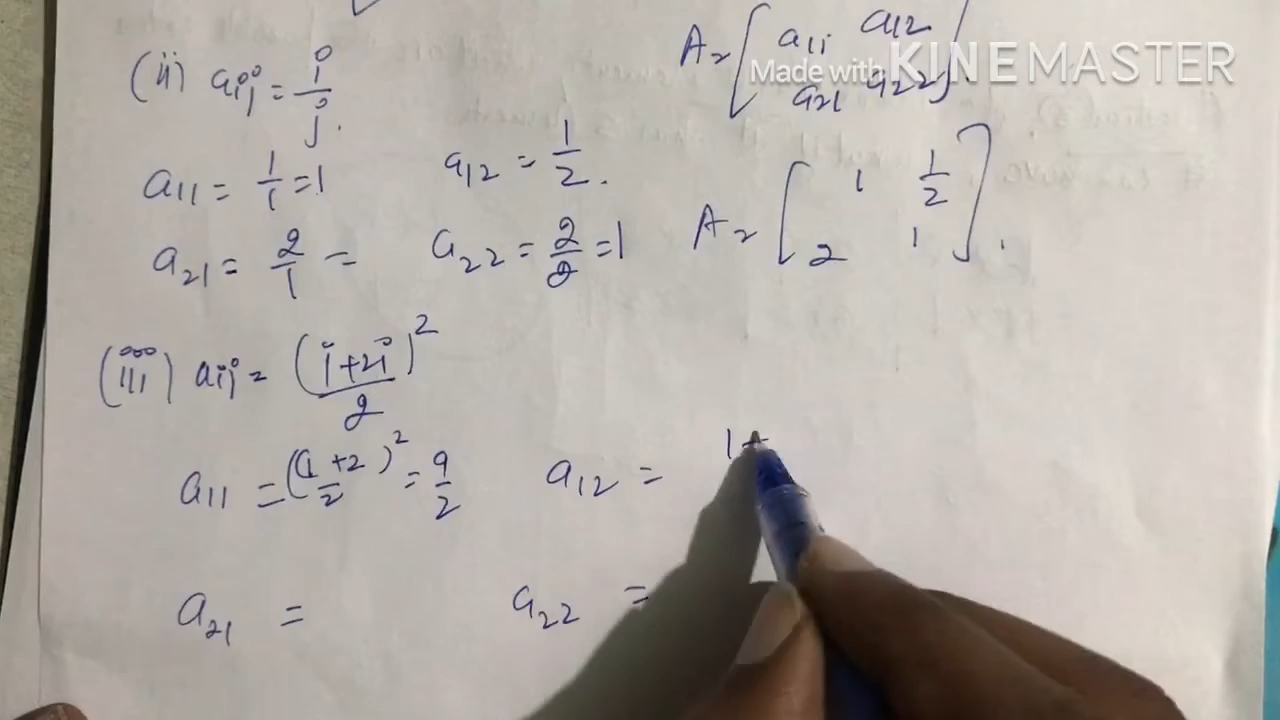 A = [ a11 a12
Made with KINEMASTER
a21 a22 ].
(ii) aij = i/j.
a11 = 1/1 = 1 a12 = 1/2.
A = [ 1 1/2
2 1 ].
a21 = 2/1 = a22 = 2/2 = 1
(iii) aij = (i+2j)^2/2
a11 = (1+2)^2/2 = 9/2 a12 = 1+
a21 = a22 =